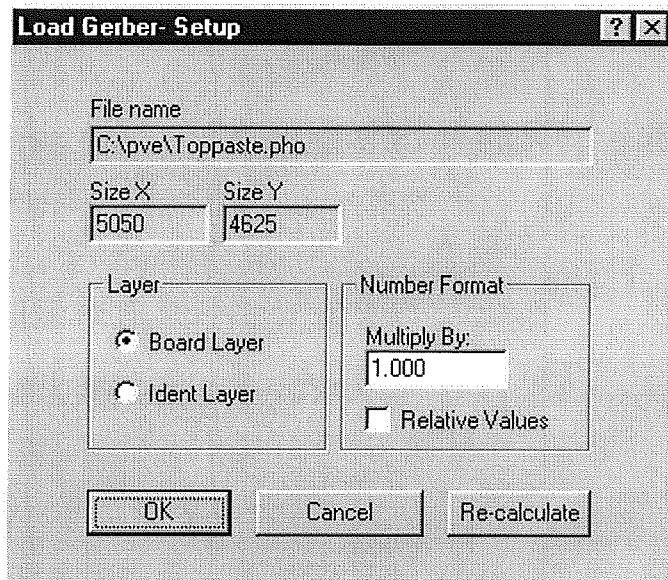 Load Gerber- Setup ? ×
File name
C:\pve\Toppaste.pho
Size X Size Y
5050 4625
Layer Number Format
Board Layer
Multiply By:
1.000
Ident Layer
Relative Values
OK Cancel Re-calculate